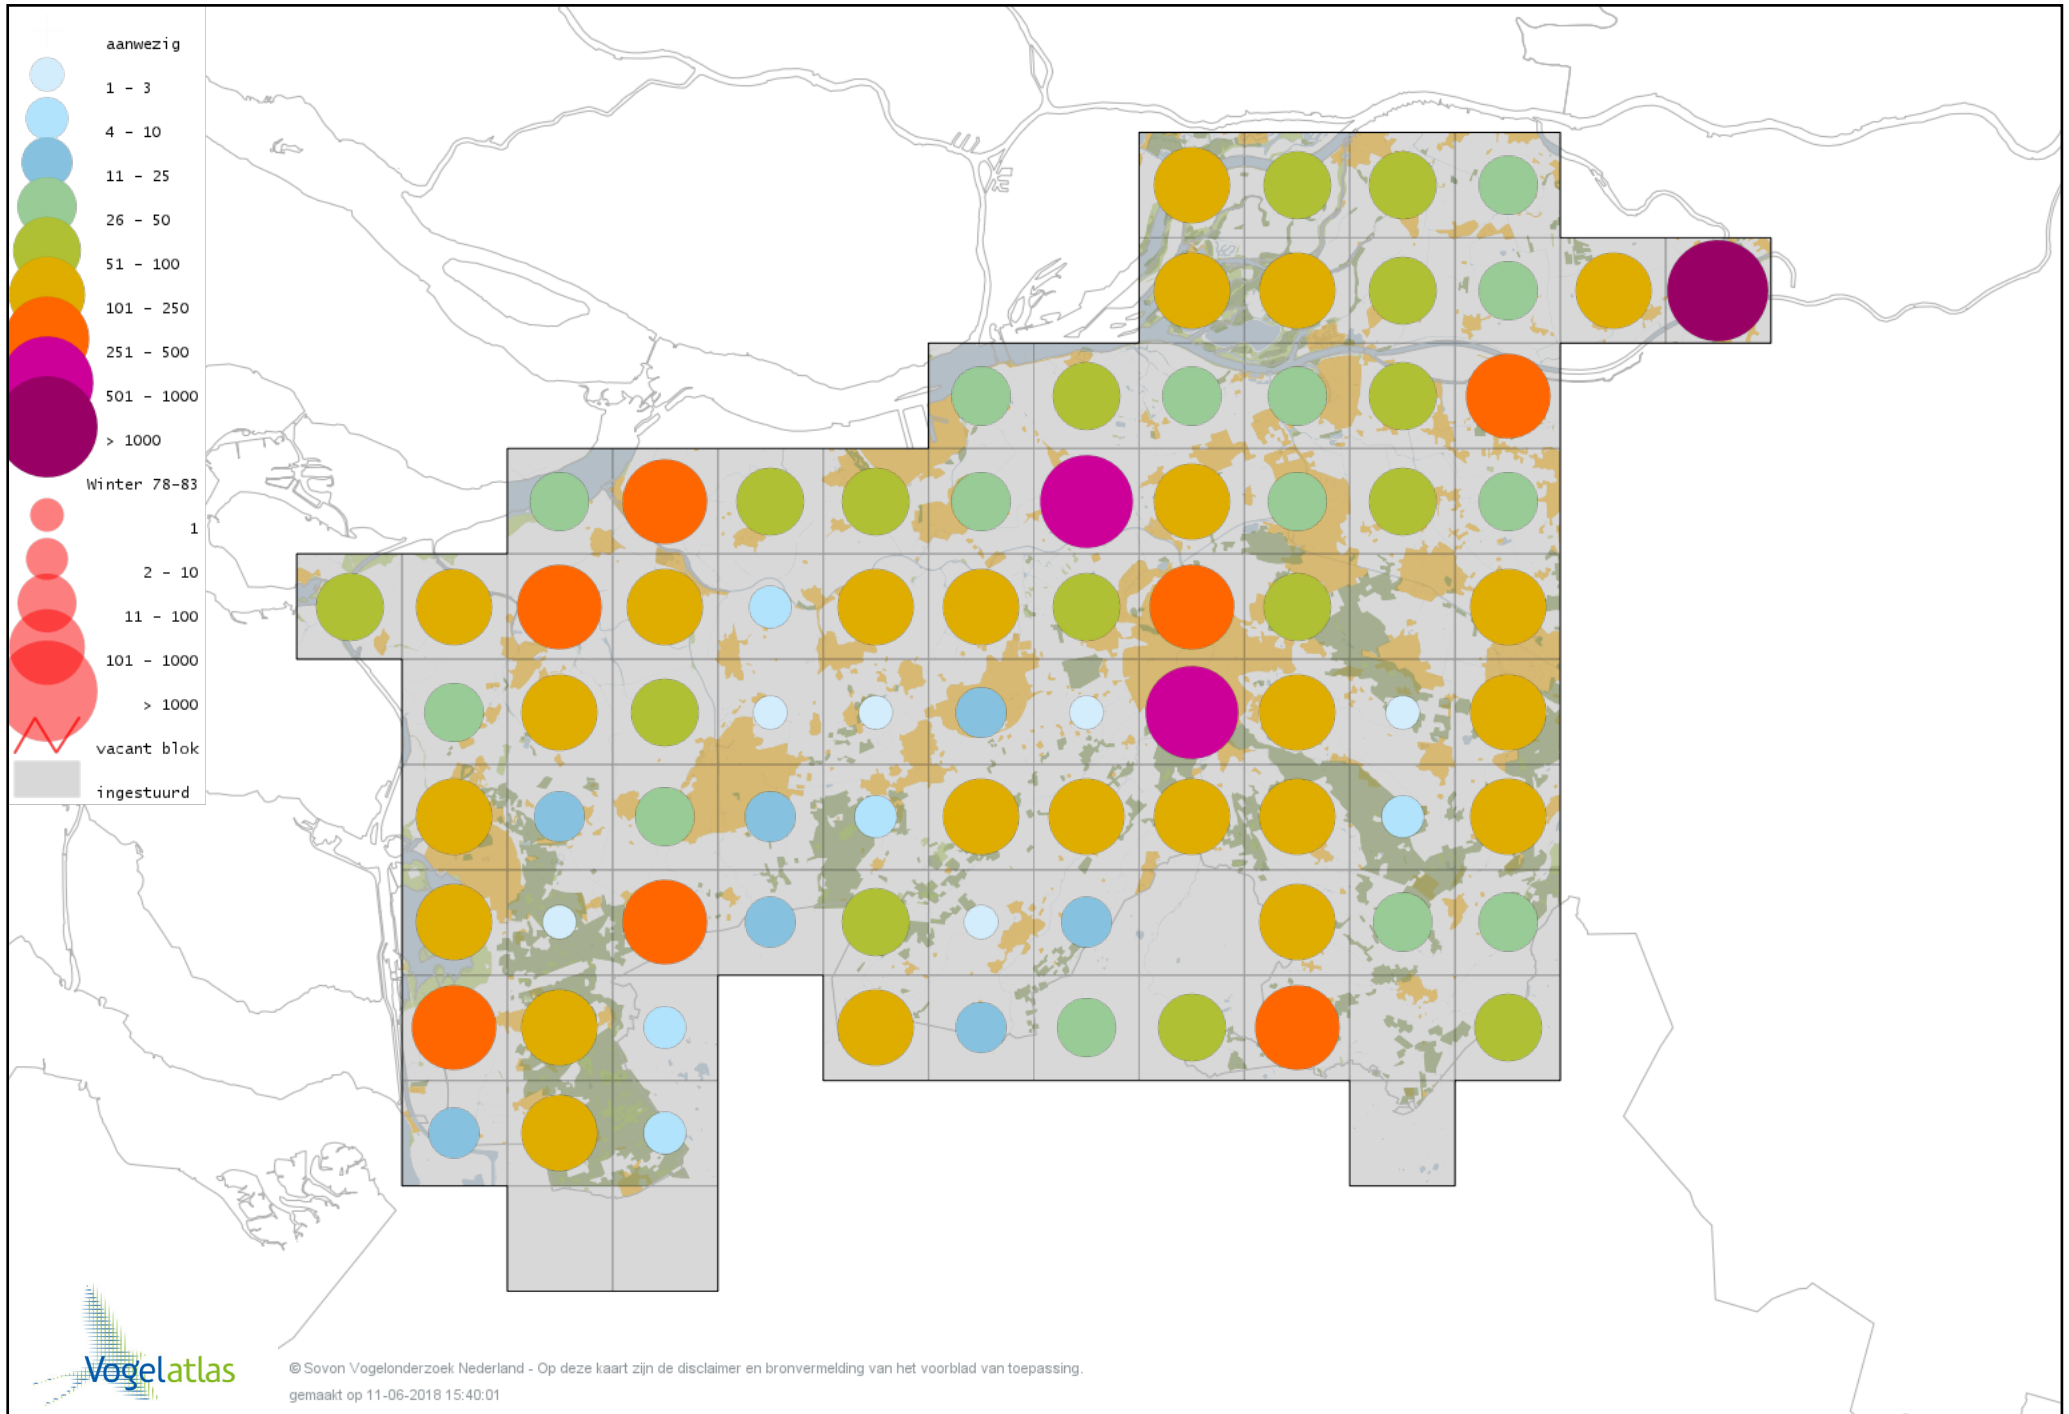 aanwezig
1 – 3
4 – 10
11 – 25
26 – 50
51 – 100
101 – 250
251 – 500
501 – 1000
> 1000
Winter 78-83
1
2 – 10
11 – 100
101 – 1000
> 1000
vacant blok
ingestuurd
Vogelatlas
© Sovon Vogelonderzoek Nederland - Op deze kaart zijn de disclaimer en bronvermelding van het voorblad van toepassing.
gemaakt op 11-06-2018 15:40:01